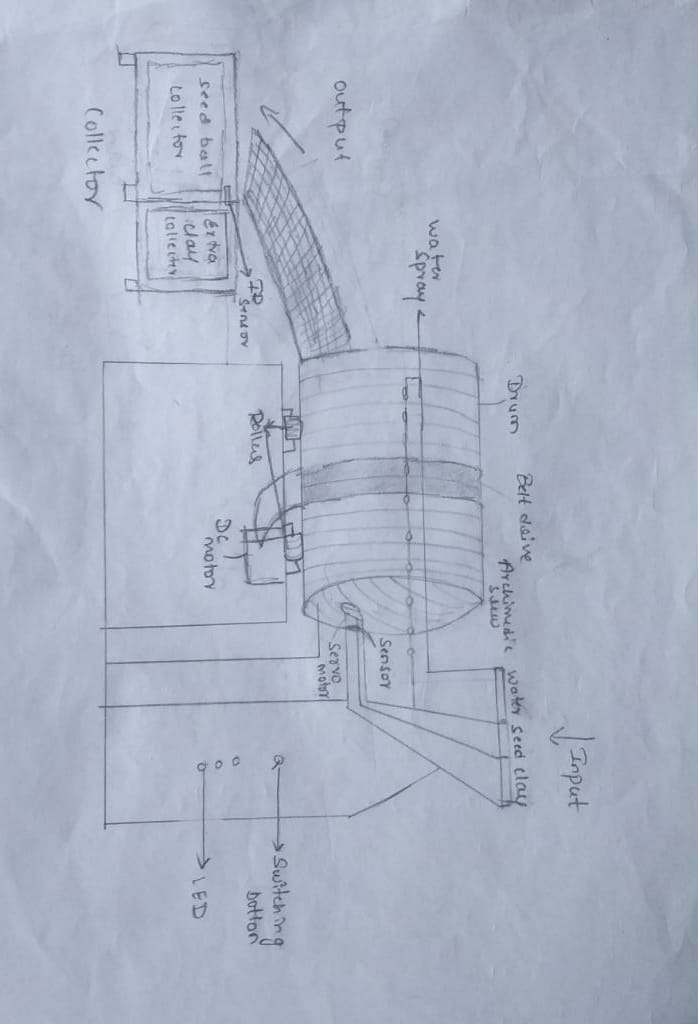 Input
Drum
Belt drive
Archimedic
screw
water seed clay
water
spray
sensor
servo
motor
output
IR
sensor
Rollers
DC
motor
Switching
botton
LED
seed ball
collector
Extra
clay
collector
Collector